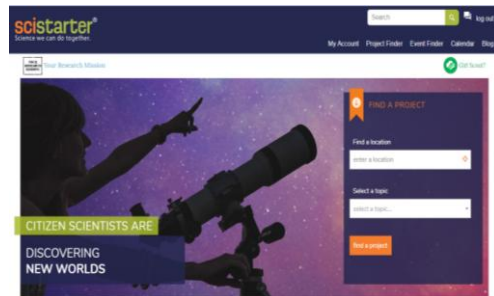 scistarter®
Science we can do together.
Search
log out
My Account Project Finder Event Finder Calendar Blog
Your Research Mission
FIND A PROJECT
Find a location
enter a location
Select a topic
select a topic...
find a project
CITIZEN SCIENTISTS ARE
DISCOVERING
NEW WORLDS